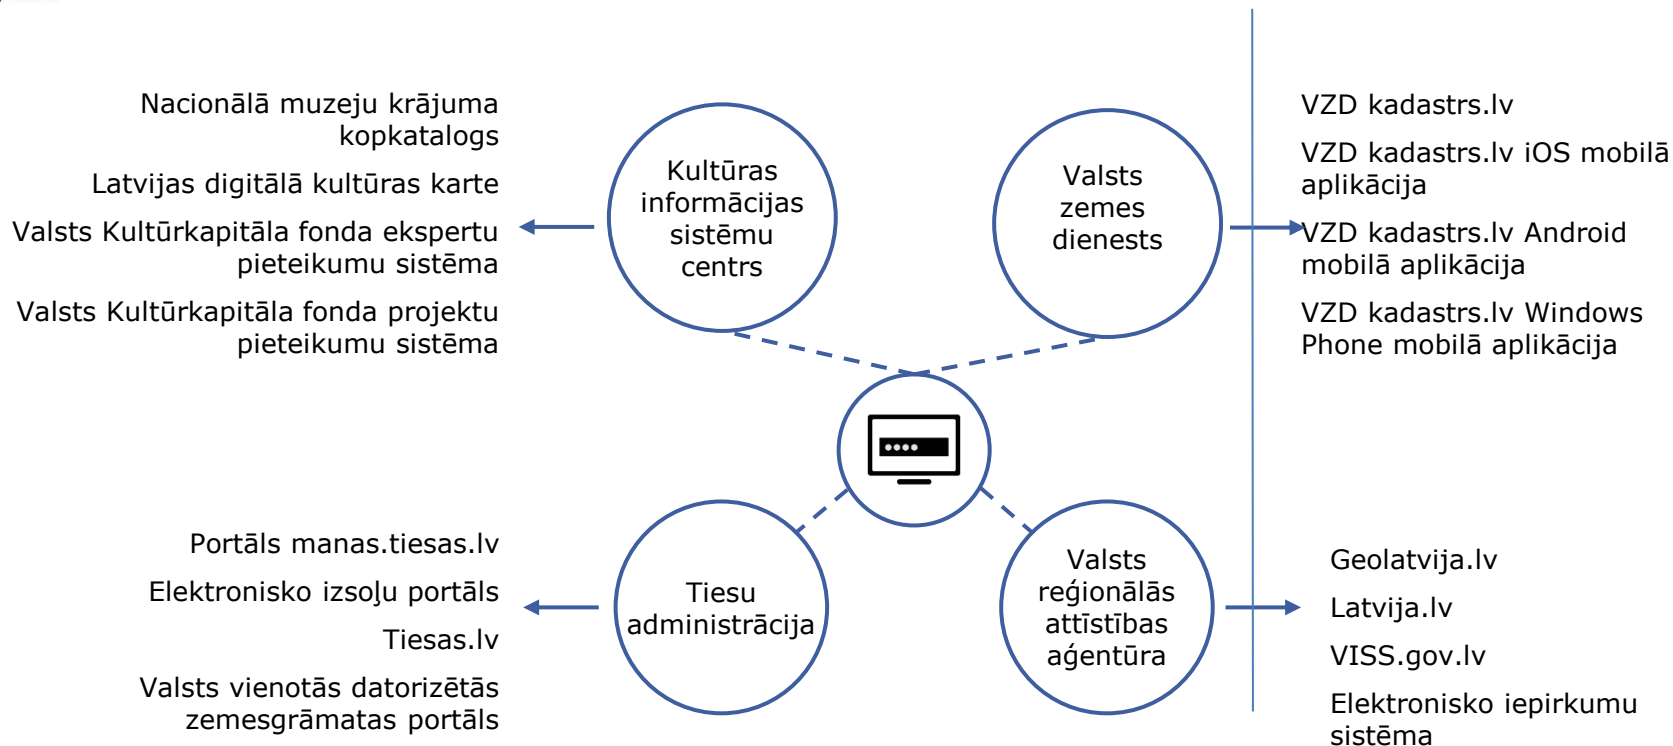 Nacionālā muzeju krājuma
kopkatalogs
Latvijas digitālā kultūras karte
Valsts Kultūrkapitāla fonda ekspertu
pieteikumu sistēma
Valsts Kultūrkapitāla fonda projektu
pieteikumu sistēma
Kultūras
informācijas
sistēmu
centrs
Valsts
zemes
dienests
VZD kadastrs.lv
VZD kadastrs.lv iOS mobilā
aplikācija
VZD kadastrs.lv Android
mobilā aplikācija
VZD kadastrs.lv Windows
Phone mobilā aplikācija
Portāls manas.tiesas.lv
Elektronisko izsoļu portāls
Tiesas.lv
Valsts vienotās datorizētās
zemesgrāmatas portāls
Tiesu
administrācija
Valsts
reģionālās
attīstības
aģentūra
Geolatvija.lv
Latvija.lv
VISS.gov.lv
Elektronisko iepirkumu
sistēma